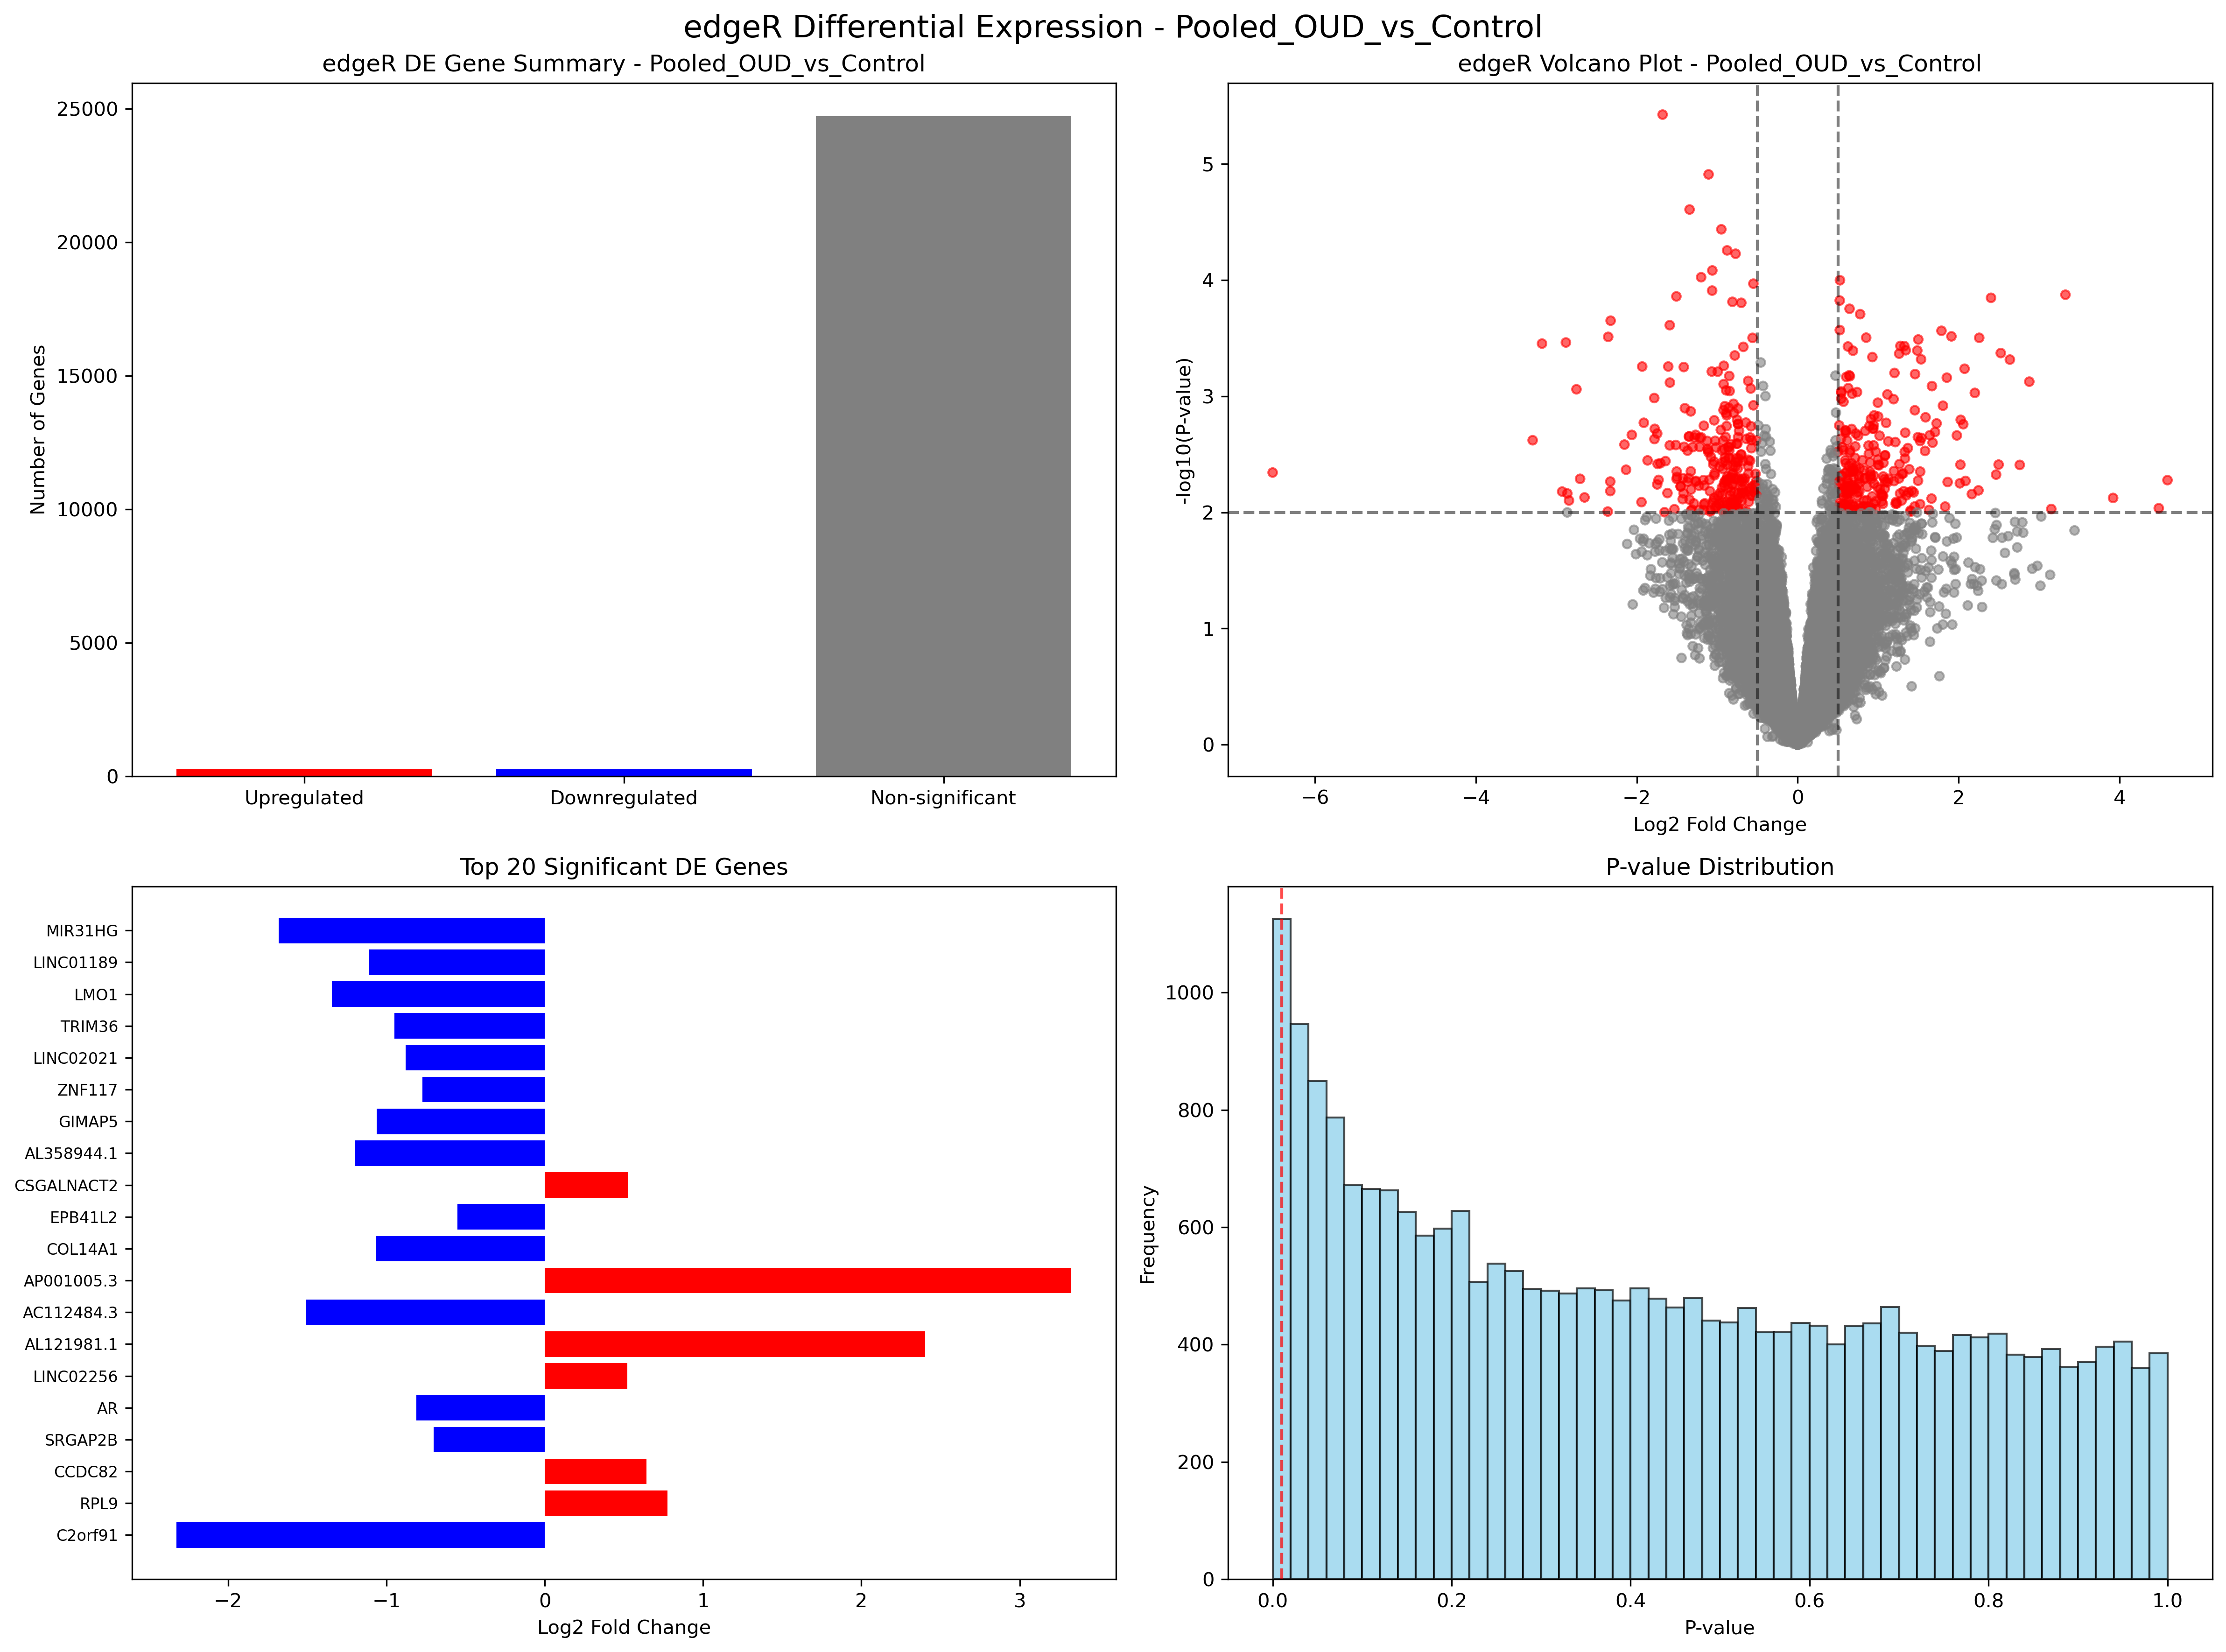 edgeR Differential Expression - Pooled_OUD_vs_Control
edgeR DE Gene Summary - Pooled_OUD_vs_Control
Number of Genes
25000
20000
15000
10000
5000
0
Upregulated
Downregulated
Non-significant
edgeR Volcano Plot - Pooled_OUD_vs_Control
-log10(P-value)
5
4
3
2
1
0
−6
−4
−2
0
2
4
Log2 Fold Change
Top 20 Significant DE Genes
MIR31HG
LINC01189
LMO1
TRIM36
LINC02021
ZNF117
GIMAP5
AL358944.1
CSGALNACT2
EPB41L2
COL14A1
AP001005.3
AC112484.3
AL121981.1
LINC02256
AR
SRGAP2B
CCDC82
RPL9
C2orf91
−2
−1
0
1
2
3
Log2 Fold Change
P-value Distribution
Frequency
1000
800
600
400
200
0
0.0
0.2
0.4
0.6
0.8
1.0
P-value